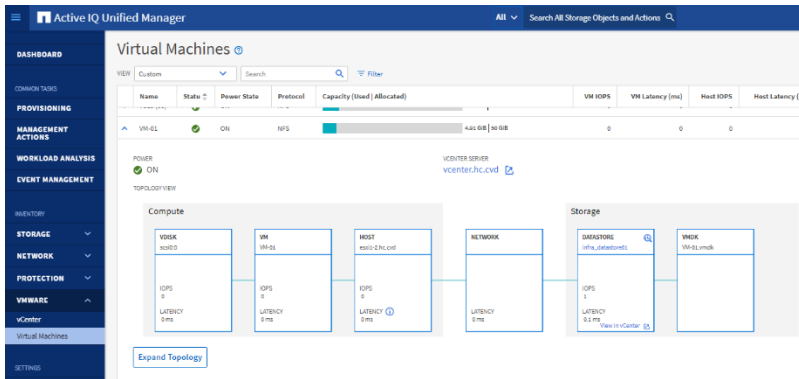 Active IQ Unified Manager
All
Search All Storage Objects and Actions
DASHBOARD
COMMON TASKS
PROVISIONING
MANAGEMENT
ACTIONS
WORKLOAD ANALYSIS
EVENT MANAGEMENT
INVENTORY
STORAGE
NETWORK
PROTECTION
VMWARE
vCenter
Virtual Machines
SETTINGS
Virtual Machines
VIEW Custom Search Filter
Name State Power State Protocol Capacity (Used | Allocated) VM IOPS VM Latency (ms) Host IOPS Host Latency (
VM-01 ON NFS 4.61 GiB | 50 GiB 0 0 0
POWER
ON
VCENTER SERVER
vcenter.hc.cvd
TOPOLOGY VIEW
Compute
VDISK
scsi0:0
IOPS
0
LATENCY
0 ms
VM
VM-01
IOPS
0
LATENCY
0 ms
HOST
esxi1-2.hc.cvd
IOPS
0
LATENCY
0 ms
NETWORK
LATENCY
0 ms
Storage
DATASTORE
infra_datastore01
IOPS
1
LATENCY
0.1 ms
View in vCenter
VMDK
VM-01.vmdk
Expand Topology